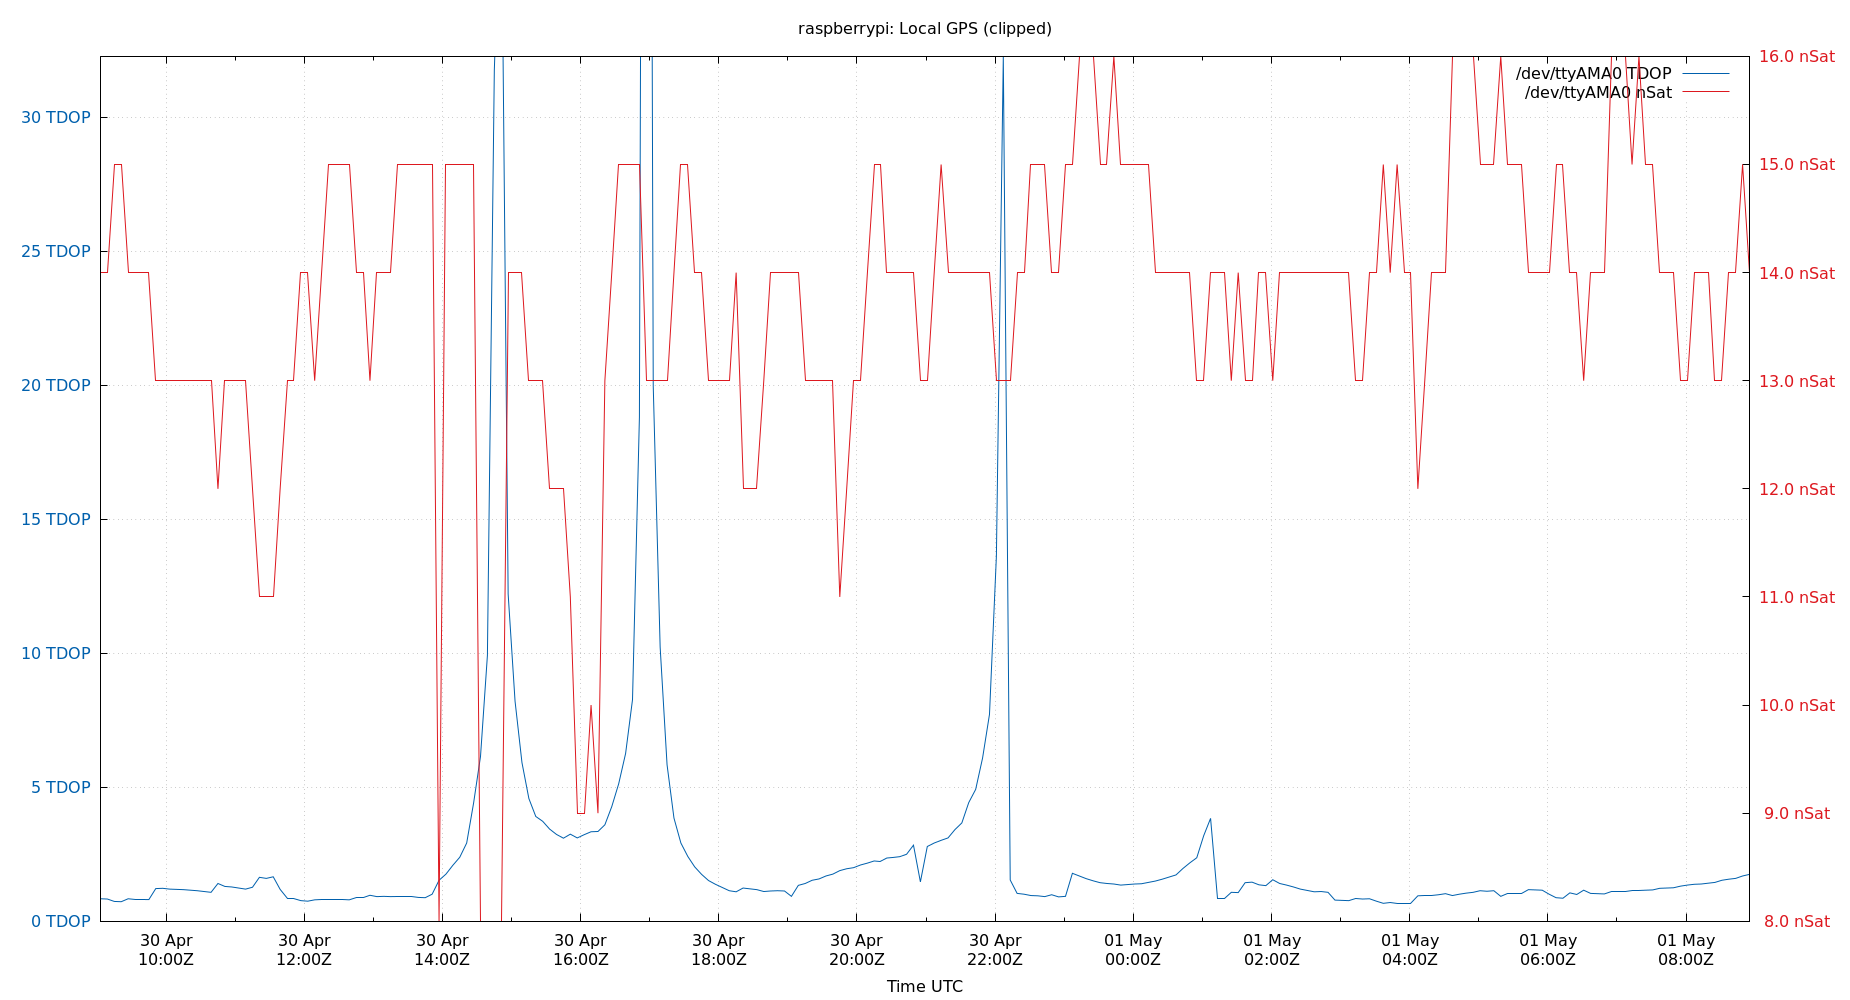 raspberrypi: Local GPS (clipped)
/dev/ttyAMA0 TDOP
/dev/ttyAMA0 nSat
30 TDOP
25 TDOP
20 TDOP
15 TDOP
10 TDOP
5 TDOP
0 TDOP
16.0 nSat
15.0 nSat
14.0 nSat
13.0 nSat
12.0 nSat
11.0 nSat
10.0 nSat
9.0 nSat
8.0 nSat
30 Apr
10:00Z
30 Apr
12:00Z
30 Apr
14:00Z
30 Apr
16:00Z
30 Apr
18:00Z
30 Apr
20:00Z
30 Apr
22:00Z
01 May
00:00Z
01 May
02:00Z
01 May
04:00Z
01 May
06:00Z
01 May
08:00Z
Time UTC